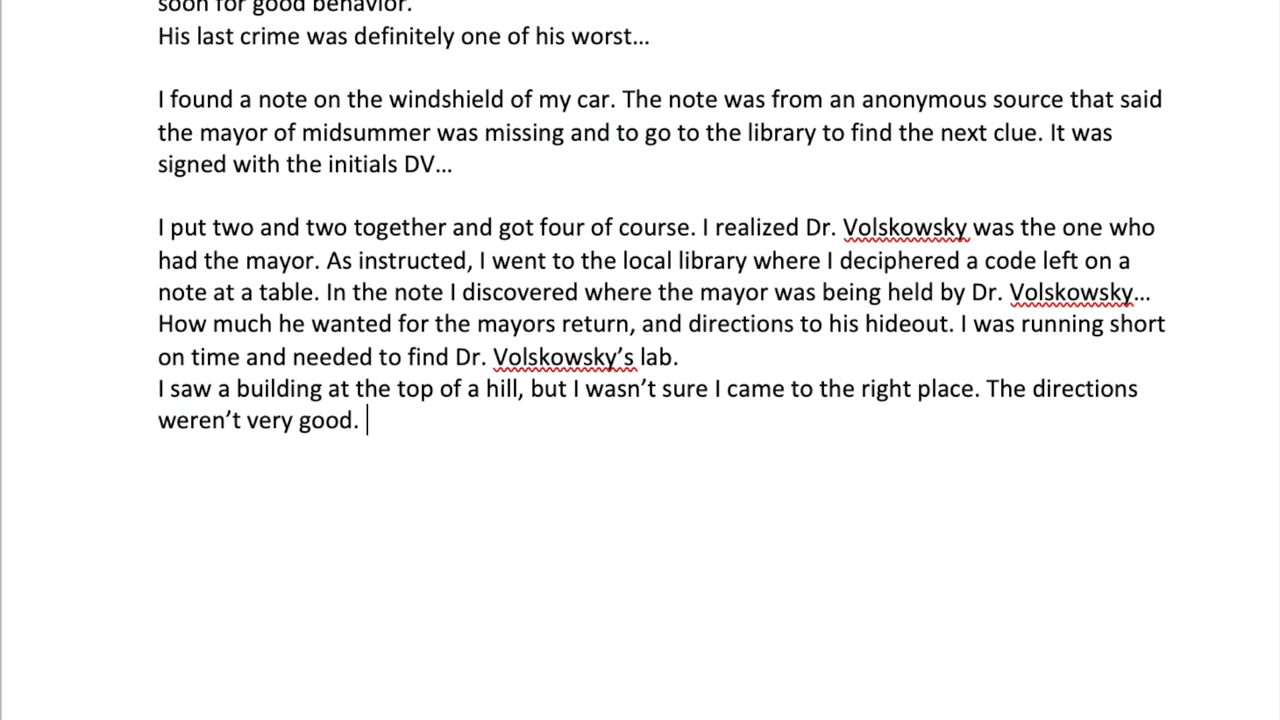 soon for good behavior.
His last crime was definitely one of his worst…
I found a note on the windshield of my car. The note was from an anonymous source that said
the mayor of midsummer was missing and to go to the library to find the next clue. It was
signed with the initials DV…
I put two and two together and got four of course. I realized Dr. Volskowsky was the one who
had the mayor. As instructed, I went to the local library where I deciphered a code left on a
note at a table. In the note I discovered where the mayor was being held by Dr. Volskowsky…
How much he wanted for the mayors return, and directions to his hideout. I was running short
on time and needed to find Dr. Volskowsky’s lab.
I saw a building at the top of a hill, but I wasn’t sure I came to the right place. The directions
weren’t very good.